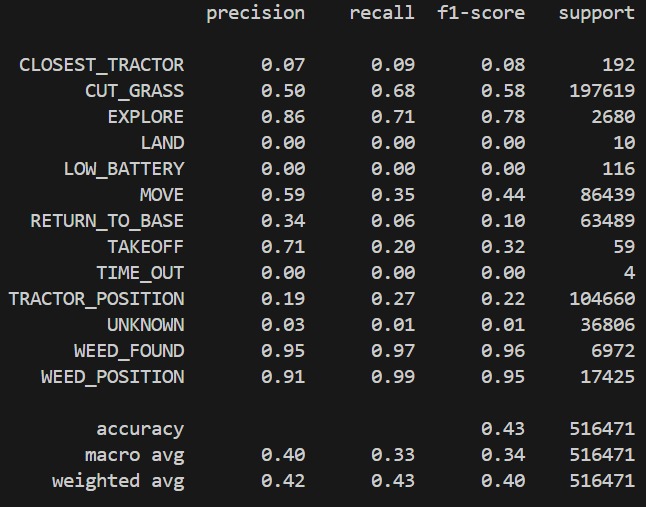 precision recall f1-score support
CLOSEST_TRACTOR 0.07 0.09 0.08 192
CUT_GRASS 0.50 0.68 0.58 197619
EXPLORE 0.86 0.71 0.78 2680
LAND 0.00 0.00 0.00 10
LOW_BATTERY 0.00 0.00 0.00 116
MOVE 0.59 0.35 0.44 86439
RETURN_TO_BASE 0.34 0.06 0.10 63489
TAKEOFF 0.71 0.20 0.32 59
TIME_OUT 0.00 0.00 0.00 4
TRACTOR_POSITION 0.19 0.27 0.22 104660
UNKNOWN 0.03 0.01 0.01 36806
WEED_FOUND 0.95 0.97 0.96 6972
WEED_POSITION 0.91 0.99 0.95 17425
accuracy 0.43 516471
macro avg 0.40 0.33 0.34 516471
weighted avg 0.42 0.43 0.40 516471